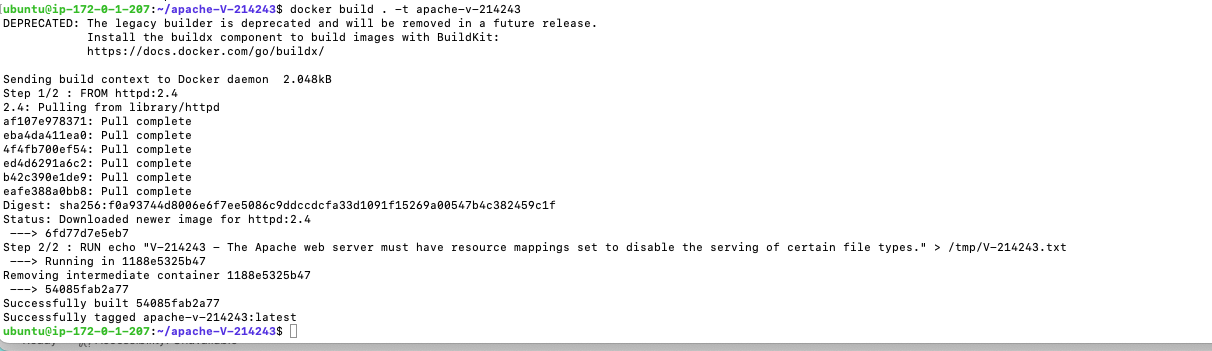 ubuntu@ip-172-0-1-207:~/apache-V-214243$ docker build . -t apache-v-214243
DEPRECATED: The legacy builder is deprecated and will be removed in a future release.
            Install the buildx component to build images with BuildKit:
            https://docs.docker.com/go/buildx/

Sending build context to Docker daemon  2.048kB
Step 1/2 : FROM httpd:2.4
2.4: Pulling from library/httpd
af107e978371: Pull complete
eba4da411ea0: Pull complete
4f4fb700ef54: Pull complete
ed4d6291a6c2: Pull complete
b42c390e1de9: Pull complete
eafe388a0bb8: Pull complete
Digest: sha256:f0a93744d8006e6f7ee5086c9ddccdcfa33d1091f15269a00547b4c382459c1f
Status: Downloaded newer image for httpd:2.4
 ---> 6fd77d7e5eb7
Step 2/2 : RUN echo "V-214243 - The Apache web server must have resource mappings set to disable the serving of certain file types." > /tmp/V-214243.txt
 ---> Running in 1188e5325b47
Removing intermediate container 1188e5325b47
 ---> 54085fab2a77
Successfully built 54085fab2a77
Successfully tagged apache-v-214243:latest
ubuntu@ip-172-0-1-207:~/apache-V-214243$